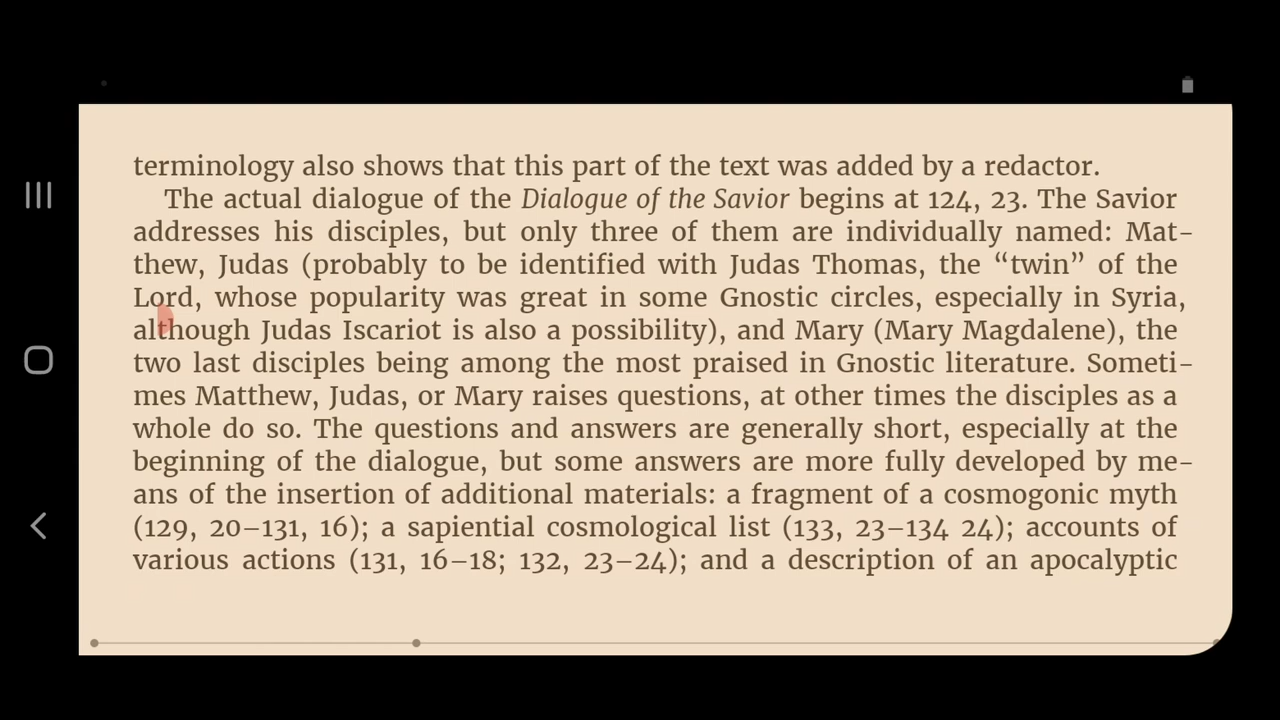 terminology also shows that this part of the text was added by a redactor.
The actual dialogue of the Dialogue of the Savior begins at 124, 23. The Savior
addresses his disciples, but only three of them are individually named: Mat-
thew, Judas (probably to be identified with Judas Thomas, the “twin” of the
Lord, whose popularity was great in some Gnostic circles, especially in Syria,
although Judas Iscariot is also a possibility), and Mary (Mary Magdalene), the
two last disciples being among the most praised in Gnostic literature. Someti-
mes Matthew, Judas, or Mary raises questions, at other times the disciples as a
whole do so. The questions and answers are generally short, especially at the
beginning of the dialogue, but some answers are more fully developed by me-
ans of the insertion of additional materials: a fragment of a cosmogonic myth
(129, 20–131, 16); a sapiential cosmological list (133, 23–134 24); accounts of
various actions (131, 16–18; 132, 23–24); and a description of an apocalyptic